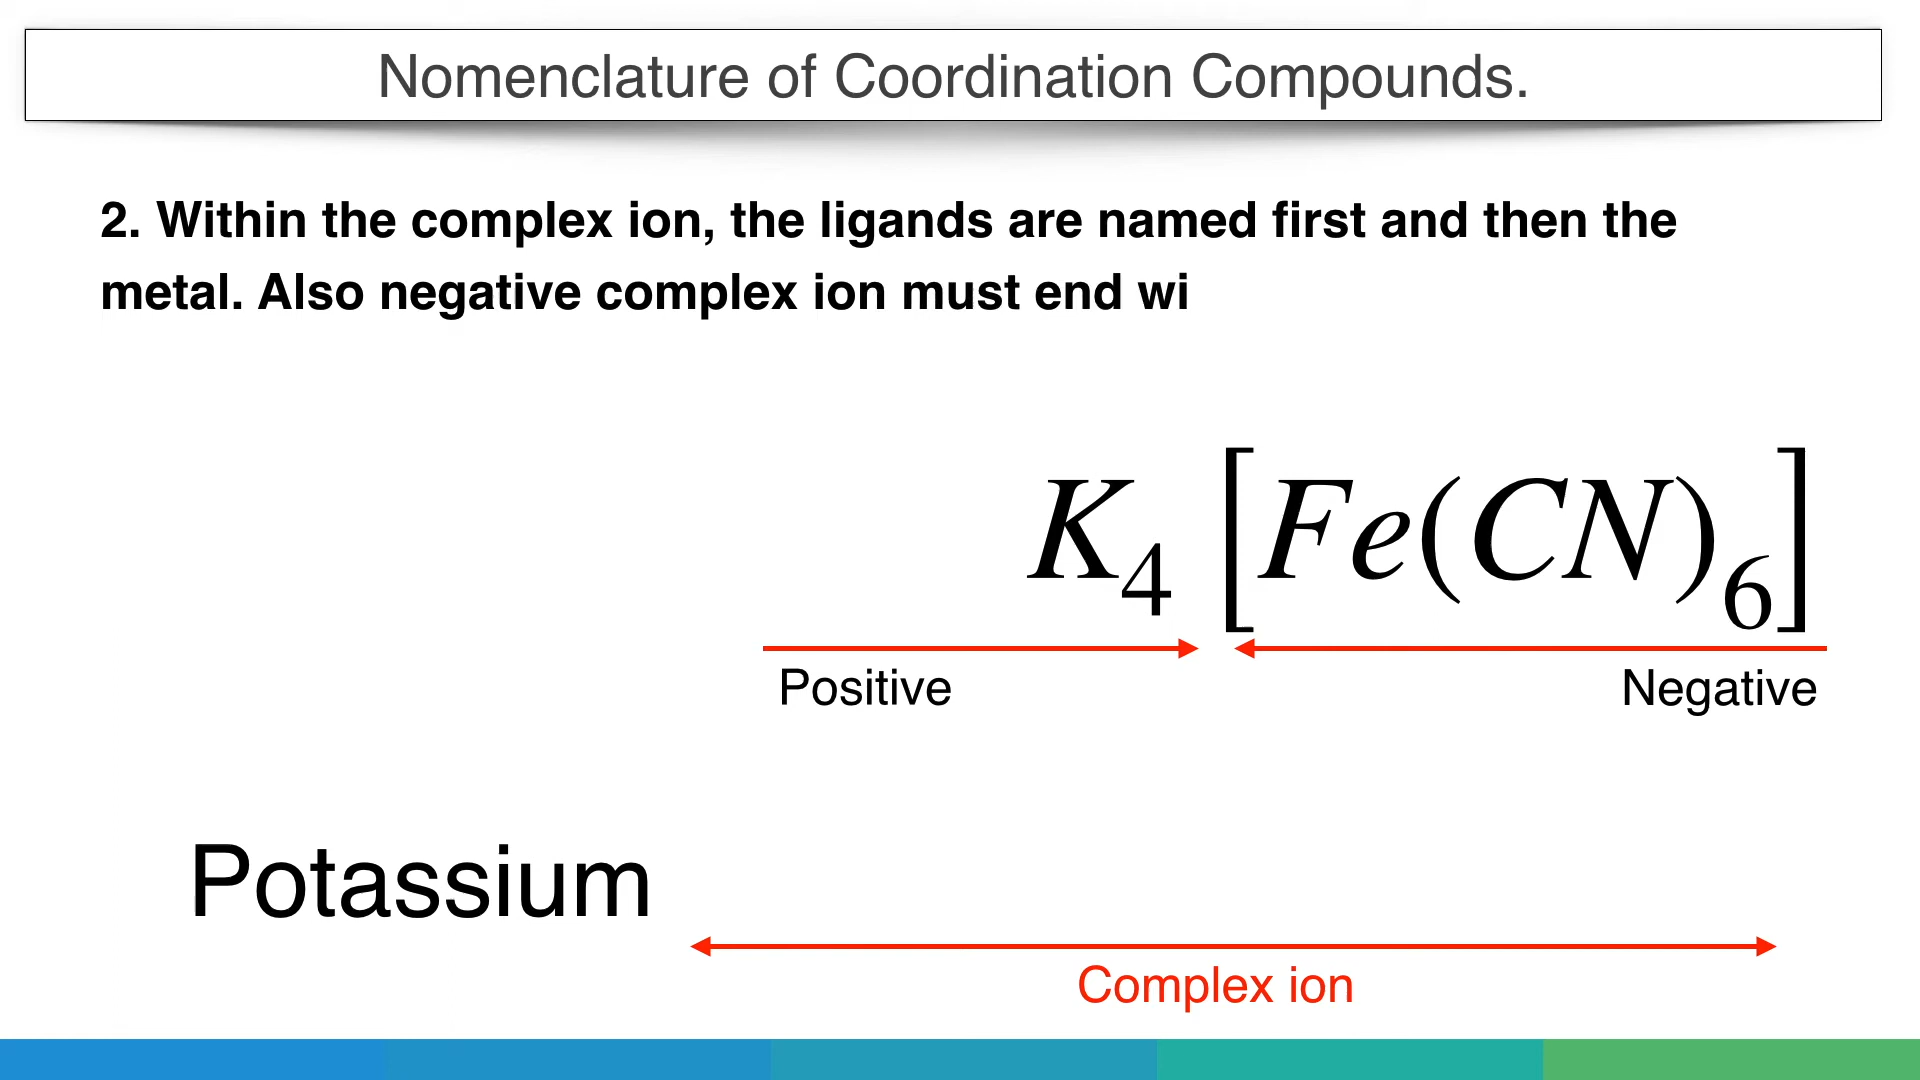 Nomenclature of Coordination Compounds.
2. Within the complex ion, the ligands are named first and then the
metal. Also negative complex ion must end wi
K₄ [Fe(CN)₆]
Positive
Negative
Potassium
Complex ion